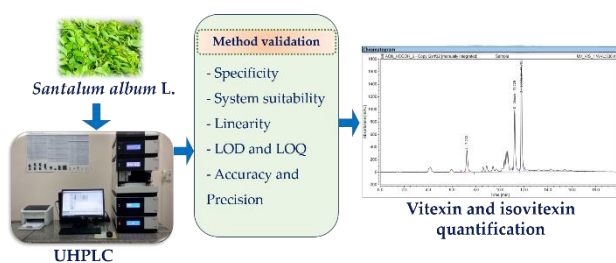 Santalum album L.
UHPLC
Method validation
- Specificity
- System suitability
- Linearity
- LOD and LOQ
- Accuracy and
Precision
Chromatogram
Sample
Vitexin and isovitexin
quantification